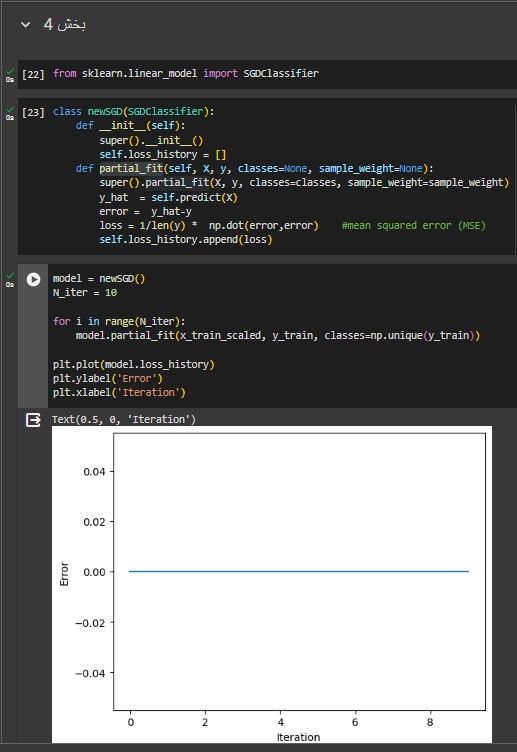 بخش 4
[22] from sklearn.linear_model import SGDClassifier
0s
[23] class newSGD(SGDClassifier):
0s
def __init__(self):
super().__init__()
self.loss_history = []
def partial_fit(self, X, y, classes=None, sample_weight=None):
super().partial_fit(X, y, classes=classes, sample_weight=sample_weight)
y_hat = self.predict(X)
error = y_hat-y
loss = 1/len(y) * np.dot(error,error) #mean squared error (MSE)
self.loss_history.append(loss)
0s
model = newSGD()
N_iter = 10
for i in range(N_iter):
model.partial_fit(x_train_scaled, y_train, classes=np.unique(y_train))
plt.plot(model.loss_history)
plt.ylabel('Error')
plt.xlabel('Iteration')
Text(0.5, 0, 'Iteration')
0.04
0.02
0.00
−0.02
−0.04
Error
0 2 4 6 8
Iteration